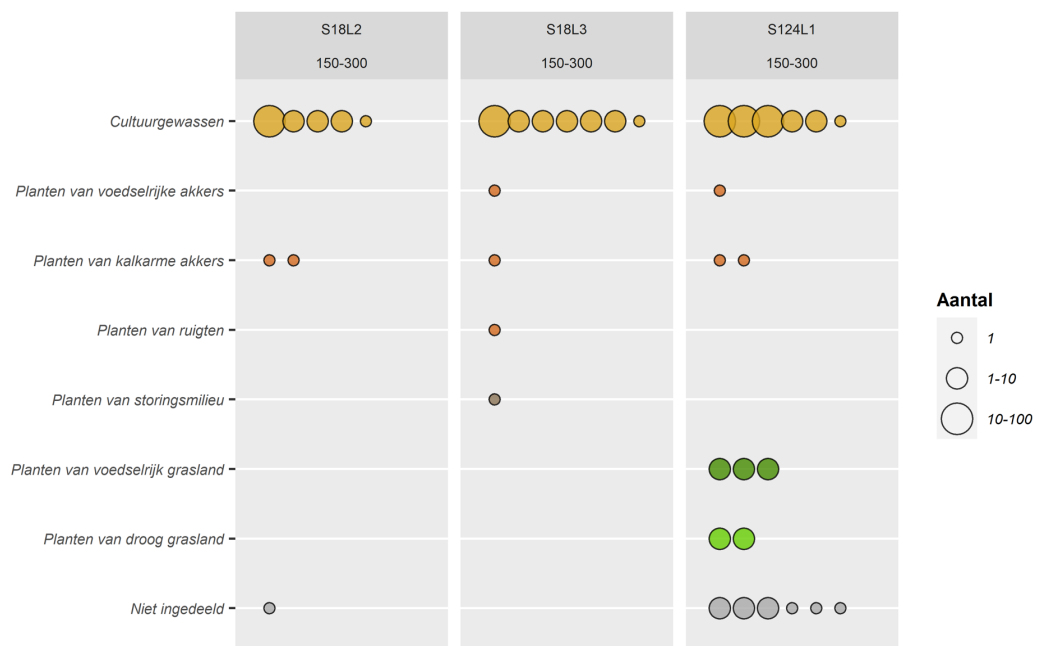 S18L2
S18L3
S124L1
150-300
150-300
150-300
Cultuurgewassen
Planten van voedselrijke akkers
Planten van kalkarme akkers
Planten van ruigten
Planten van storingsmilieu
Planten van voedselrijk grasland
Planten van droog grasland
Niet ingedeeld
Aantal
1
1-10
10-100